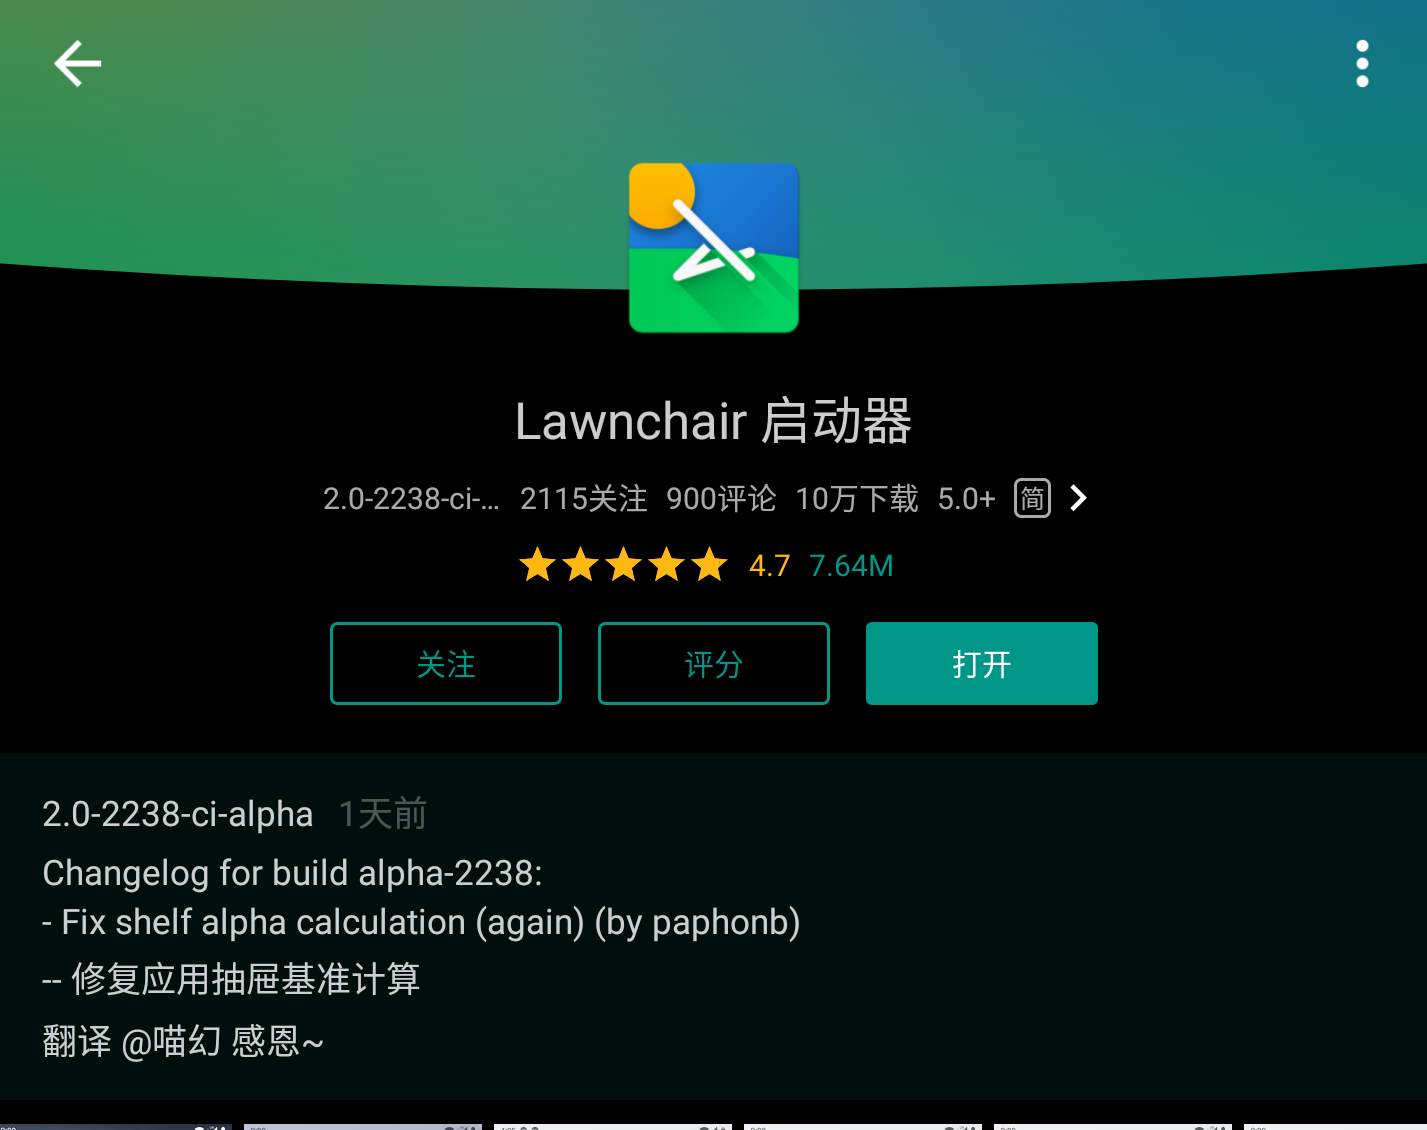 Lawnchair 启动器
2.0-2238-ci-... 2115关注 900评论 10万下载 5.0+ 简
4.7 7.64M
关注 评分 打开
2.0-2238-ci-alpha 1天前
Changelog for build alpha-2238:
- Fix shelf alpha calculation (again) (by paphonb)
-- 修复应用抽屉基准计算
翻译 @喵幻 感恩~